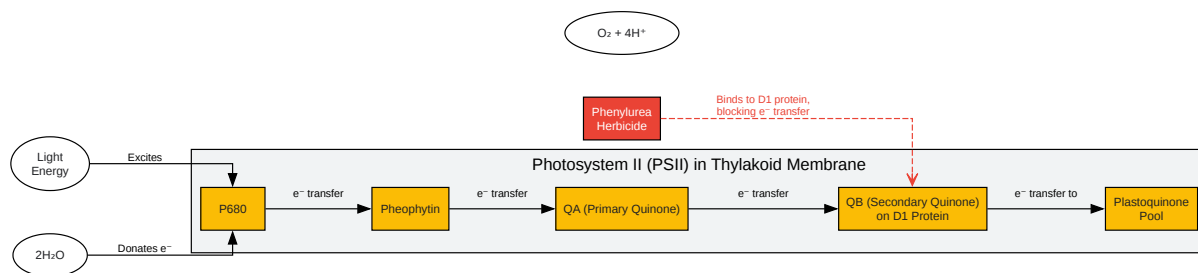 O₂ + 4H⁺
Phenylurea
Herbicide
Binds to D1 protein,
blocking e⁻ transfer
Light
Energy
Excites
Photosystem II (PSII) in Thylakoid Membrane
P680
e⁻ transfer
Pheophytin
e⁻ transfer
QA (Primary Quinone)
e⁻ transfer
QB (Secondary Quinone)
on D1 Protein
e⁻ transfer to
Plastoquinone
Pool
2H₂O
Donates e⁻